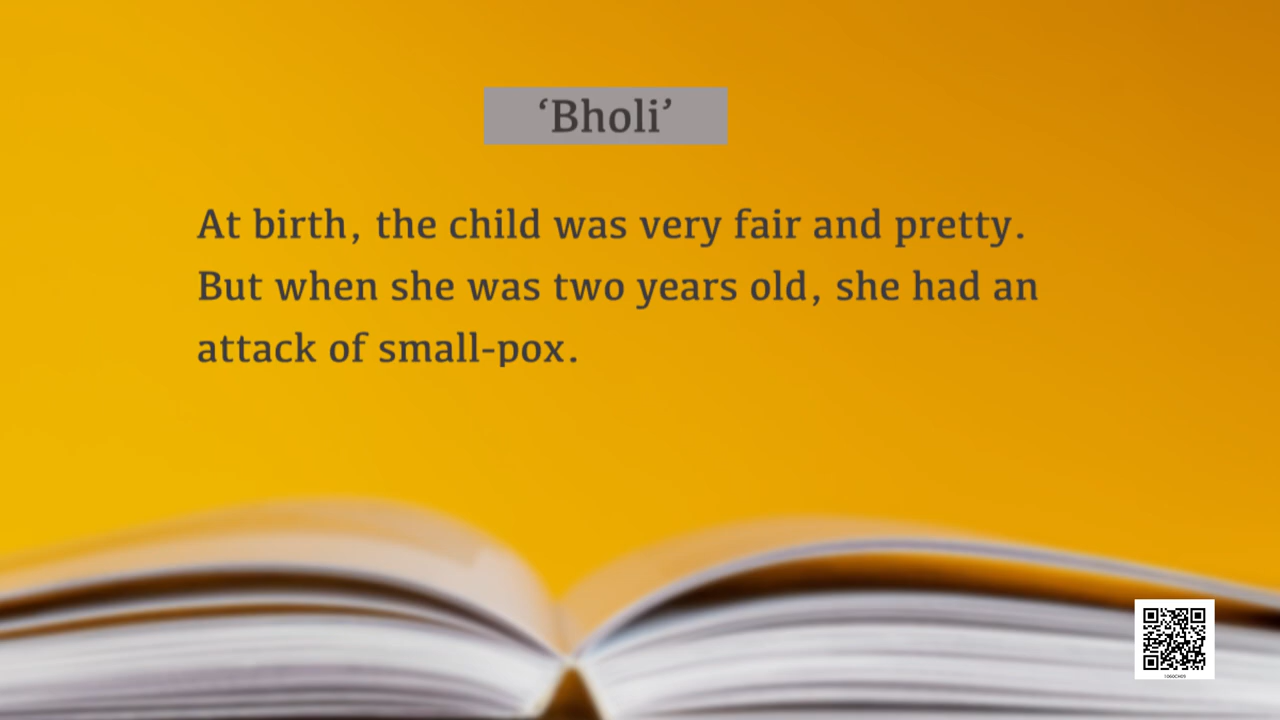 ‘Bholi’
At birth, the child was very fair and pretty.
But when she was two years old, she had an
attack of small-pox.